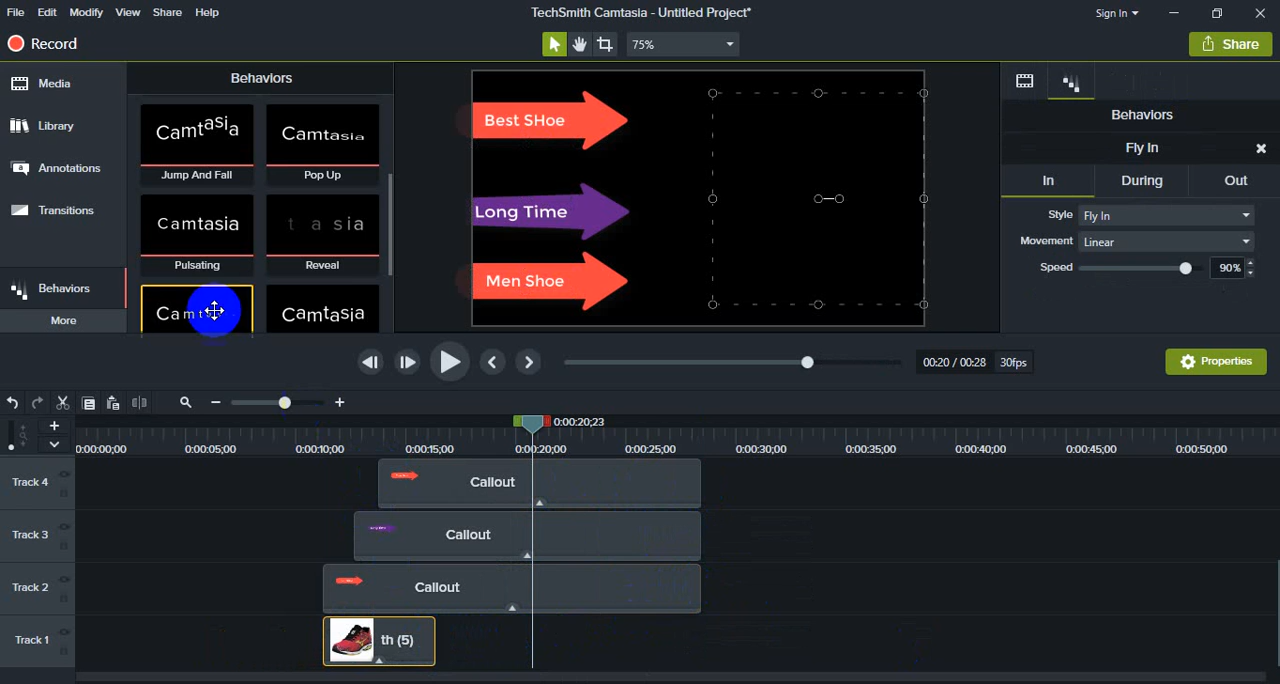 File Edit Modify View Share Help TechSmith Camtasia - Untitled Project* Sign In
Record 75% Share
Media
Library
Annotations
Transitions
Behaviors
More
Behaviors
Camtasia Camtasia
Jump And Fall Pop Up
Camtasia t a sia
Pulsating Reveal
Camtasia
Best SHoe
Long Time
Men Shoe
Behaviors
Fly In
In During Out
Style Fly In
Movement Linear
Speed 90%
00:20 / 00:28 30fps Properties
0:00:20;23
0:00:00;00 0:00:05;00 0:00:10;00 0:00:15;00 0:00:20;00 0:00:25;00 0:00:30;00 0:00:35;00 0:00:40;00 0:00:45;00 0:00:50;00
Track 4 Callout
Track 3 Callout
Track 2 Callout
Track 1 th (5)